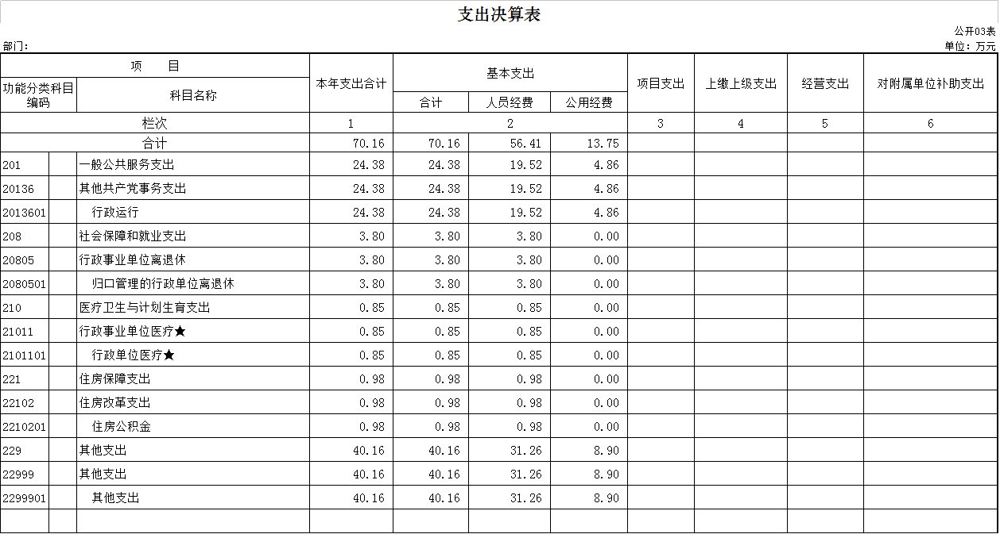 支出决算表
公开03表
部门： 单位：万元
项 目 本年支出合计 基本支出 项目支出 上缴上级支出 经营支出 对附属单位补助支出
功能分类科目编码 科目名称 合计 人员经费 公用经费
栏次 1 2 3 4 5 6
合计 70.16 70.16 56.41 13.75
201 一般公共服务支出 24.38 24.38 19.52 4.86
20136 其他共产党事务支出 24.38 24.38 19.52 4.86
2013601 行政运行 24.38 24.38 19.52 4.86
208 社会保障和就业支出 3.80 3.80 3.80 0.00
20805 行政事业单位离退休 3.80 3.80 3.80 0.00
2080501 归口管理的行政单位离退休 3.80 3.80 3.80 0.00
210 医疗卫生与计划生育支出 0.85 0.85 0.85 0.00
21011 行政事业单位医疗★ 0.85 0.85 0.85 0.00
2101101 行政单位医疗★ 0.85 0.85 0.85 0.00
221 住房保障支出 0.98 0.98 0.98 0.00
22102 住房改革支出 0.98 0.98 0.98 0.00
2210201 住房公积金 0.98 0.98 0.98 0.00
229 其他支出 40.16 40.16 31.26 8.90
22999 其他支出 40.16 40.16 31.26 8.90
2299901 其他支出 40.16 40.16 31.26 8.90